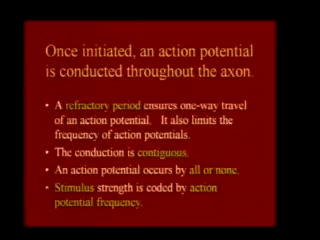 Once initiated, an action potential
is conducted throughout the axon.
• A refractory period ensures one-way travel
of an action potential. It also limits the
frequency of action potentials.
• The conduction is contiguous.
• An action potential occurs by all or none.
• Stimulus strength is coded by action
potential frequency.